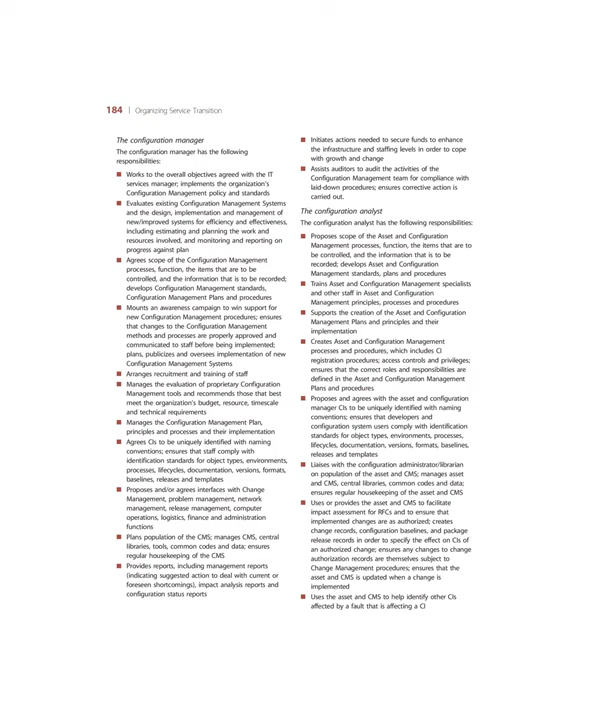 184 | Organizing Service Transition
The configuration manager
The configuration manager has the following
responsibilities:
■ Works to the overall objectives agreed with the IT
services manager; implements the organization's
Configuration Management policy and standards
■ Evaluates existing Configuration Management Systems
and the design, implementation and management of
new/improved systems for efficiency and effectiveness,
including estimating and planning the work and
resources involved, and monitoring and reporting on
progress against plan
■ Agrees scope of the Configuration Management
processes, function, the items that are to be
controlled, and the information that is to be recorded;
develops Configuration Management standards,
Configuration Management Plans and procedures
■ Mounts an awareness campaign to win support for
new Configuration Management procedures; ensures
that changes to the Configuration Management
methods and processes are properly approved and
communicated to staff before being implemented;
plans, publicizes and oversees implementation of new
Configuration Management Systems
■ Arranges recruitment and training of staff
■ Manages the evaluation of proprietary Configuration
Management tools and recommends those that best
meet the organization's budget, resource, timescale
and technical requirements
■ Manages the Configuration Management Plan,
principles and processes and their implementation
■ Agrees CIs to be uniquely identified with naming
conventions; ensures that staff comply with
identification standards for object types, environments,
processes, lifecycles, documentation, versions, formats,
baselines, releases and templates
■ Proposes and/or agrees interfaces with Change
Management, problem management, network
management, release management, computer
operations, logistics, finance and administration
functions
■ Plans population of the CMS; manages CMS, central
libraries, tools, common codes and data; ensures
regular housekeeping of the CMS
■ Provides reports, including management reports
(indicating suggested action to deal with current or
foreseen shortcomings), impact analysis reports and
configuration status reports
■ Initiates actions needed to secure funds to enhance
the infrastructure and staffing levels in order to cope
with growth and change
■ Assists auditors to audit the activities of the
Configuration Management team for compliance with
laid-down procedures; ensures corrective action is
carried out.
The configuration analyst
The configuration analyst has the following responsibilities:
■ Proposes scope of the Asset and Configuration
Management processes, function, the items that are to
be controlled, and the information that is to be
recorded; develops Asset and Configuration
Management standards, plans and procedures
■ Trains Asset and Configuration Management specialists
and other staff in Asset and Configuration
Management principles, processes and procedures
■ Supports the creation of the Asset and Configuration
Management Plans and principles and their
implementation
■ Creates Asset and Configuration Management
processes and procedures, which includes CI
registration procedures; access controls and privileges;
ensures that the correct roles and responsibilities are
defined in the Asset and Configuration Management
Plans and procedures
■ Proposes and agrees with the asset and configuration
manager CIs to be uniquely identified with naming
conventions; ensures that developers and
configuration system users comply with identification
standards for object types, environments, processes,
lifecycles, documentation, versions, formats, baselines,
releases and templates
■ Liaises with the configuration administrator/librarian
on population of the asset and CMS; manages asset
and CMS, central libraries, common codes and data;
ensures regular housekeeping of the asset and CMS
■ Uses or provides the asset and CMS to facilitate
impact assessment for RFCs and to ensure that
implemented changes are as authorized; creates
change records, configuration baselines, and package
release records in order to specify the effect on CIs of
an authorized change; ensures any changes to change
authorization records are themselves subject to
Change Management procedures; ensures that the
asset and CMS is updated when a change is
implemented
■ Uses the asset and CMS to help identify other CIs
affected by a fault that is affecting a CI